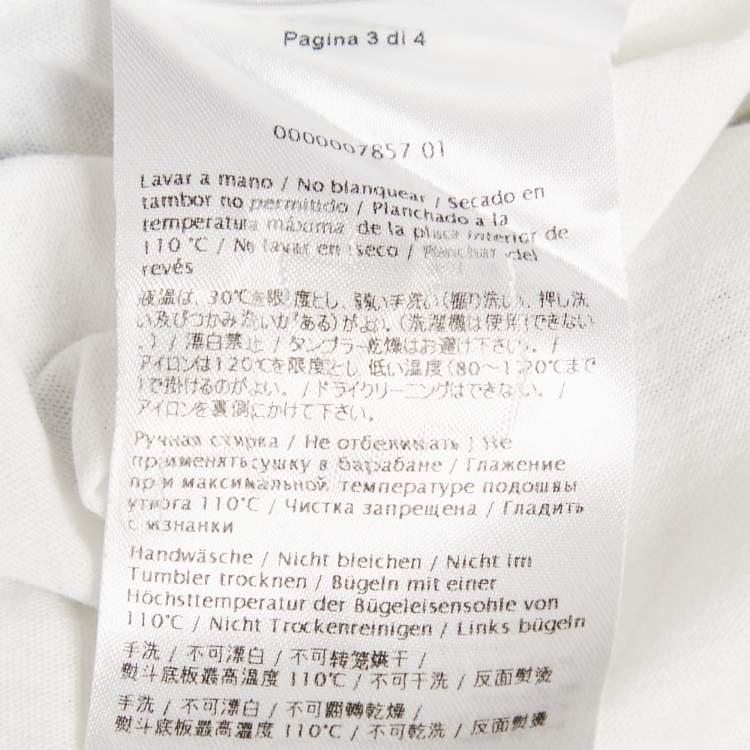 Pagina 3 di 4
0000007857 01
Lavar a mano / No blanquear / Secado en
tambor no permitido / Planchado a la
temperatura máxima de la placa interior de
110 °C / No lavar en seco / Planchar del
revés
液温は、30℃を限度とし、弱い手洗い(握り洗い、押し洗
い及びつかみ洗いがある)がよい。(洗濯機は使用できない
。) / 漂白禁止 / タンブラー乾燥はお避け下さい。 /
アイロンは120℃を限度とし、低い温度(80～120℃まで
)で掛けるのがよい。 / ドライクリーニングはできない。 /
アイロンを裏側にかけて下さい。
Ручная стирка / Не отбеливать / Не
применять сушку в барабане / Глажение
при максимальной температуре подошвы
утюга 110°C / Чистка запрещена / Гладить
с изнанки
Handwäsche / Nicht bleichen / Nicht im
Tumbler trocknen / Bügeln mit einer
Höchsttemperatur der Bügeleisensohle von
110°C / Nicht Trockenreinigen / Links bügeln
手洗 / 不可漂白 / 不可转笼烘干 /
熨斗底板最高温度 110℃ / 不可干洗 / 反面熨烫
手洗 / 不可漂白 / 不可翻轉乾燥 /
熨斗底板最高溫度 110℃ / 不可乾洗 / 反面熨燙